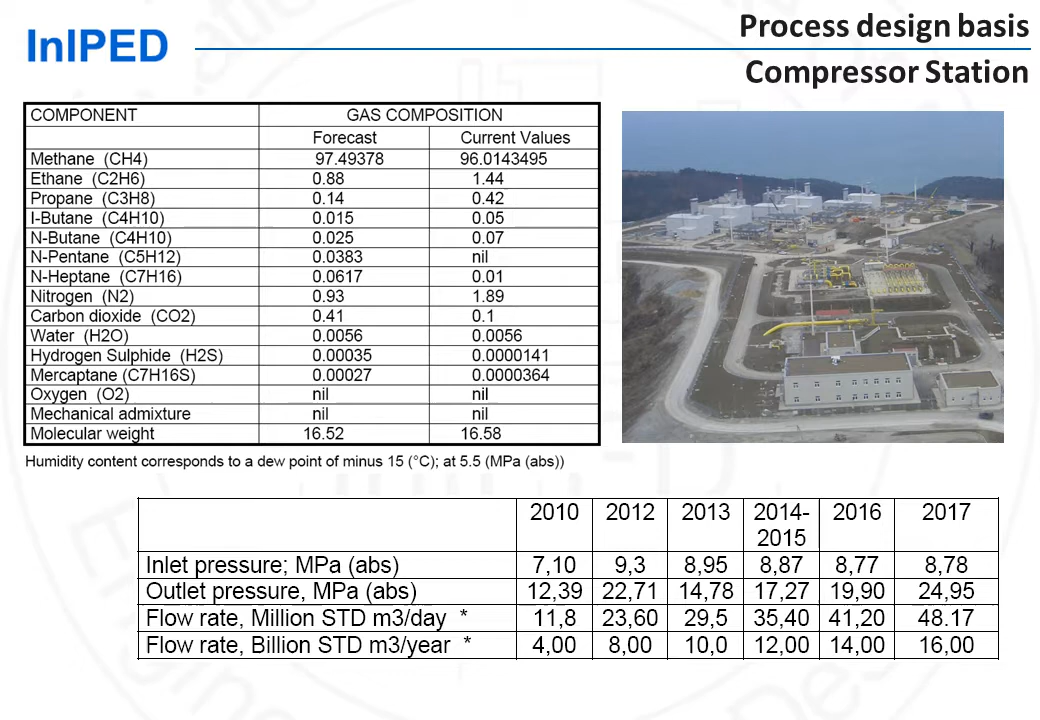 InIPED
Process design basis
Compressor Station
COMPONENT GAS COMPOSITION
Forecast Current Values
Methane (CH4) 97.49378 96.0143495
Ethane (C2H6) 0.88 1.44
Propane (C3H8) 0.14 0.42
I-Butane (C4H10) 0.015 0.05
N-Butane (C4H10) 0.025 0.07
N-Pentane (C5H12) 0.0383 nil
N-Heptane (C7H16) 0.0617 0.01
Nitrogen (N2) 0.93 1.89
Carbon dioxide (CO2) 0.41 0.1
Water (H2O) 0.0056 0.0056
Hydrogen Sulphide (H2S) 0.00035 0.0000141
Mercaptane (C7H16S) 0.00027 0.0000364
Oxygen (O2) nil nil
Mechanical admixture nil nil
Molecular weight 16.52 16.58
Humidity content corresponds to a dew point of minus 15 (°C); at 5.5 (MPa (abs))
2010 2012 2013 2014-2015 2016 2017
Inlet pressure; MPa (abs) 7,10 9,3 8,95 8,87 8,77 8,78
Outlet pressure, MPa (abs) 12,39 22,71 14,78 17,27 19,90 24,95
Flow rate, Million STD m3/day * 11,8 23,60 29,5 35,40 41,20 48.17
Flow rate, Billion STD m3/year * 4,00 8,00 10,0 12,00 14,00 16,00